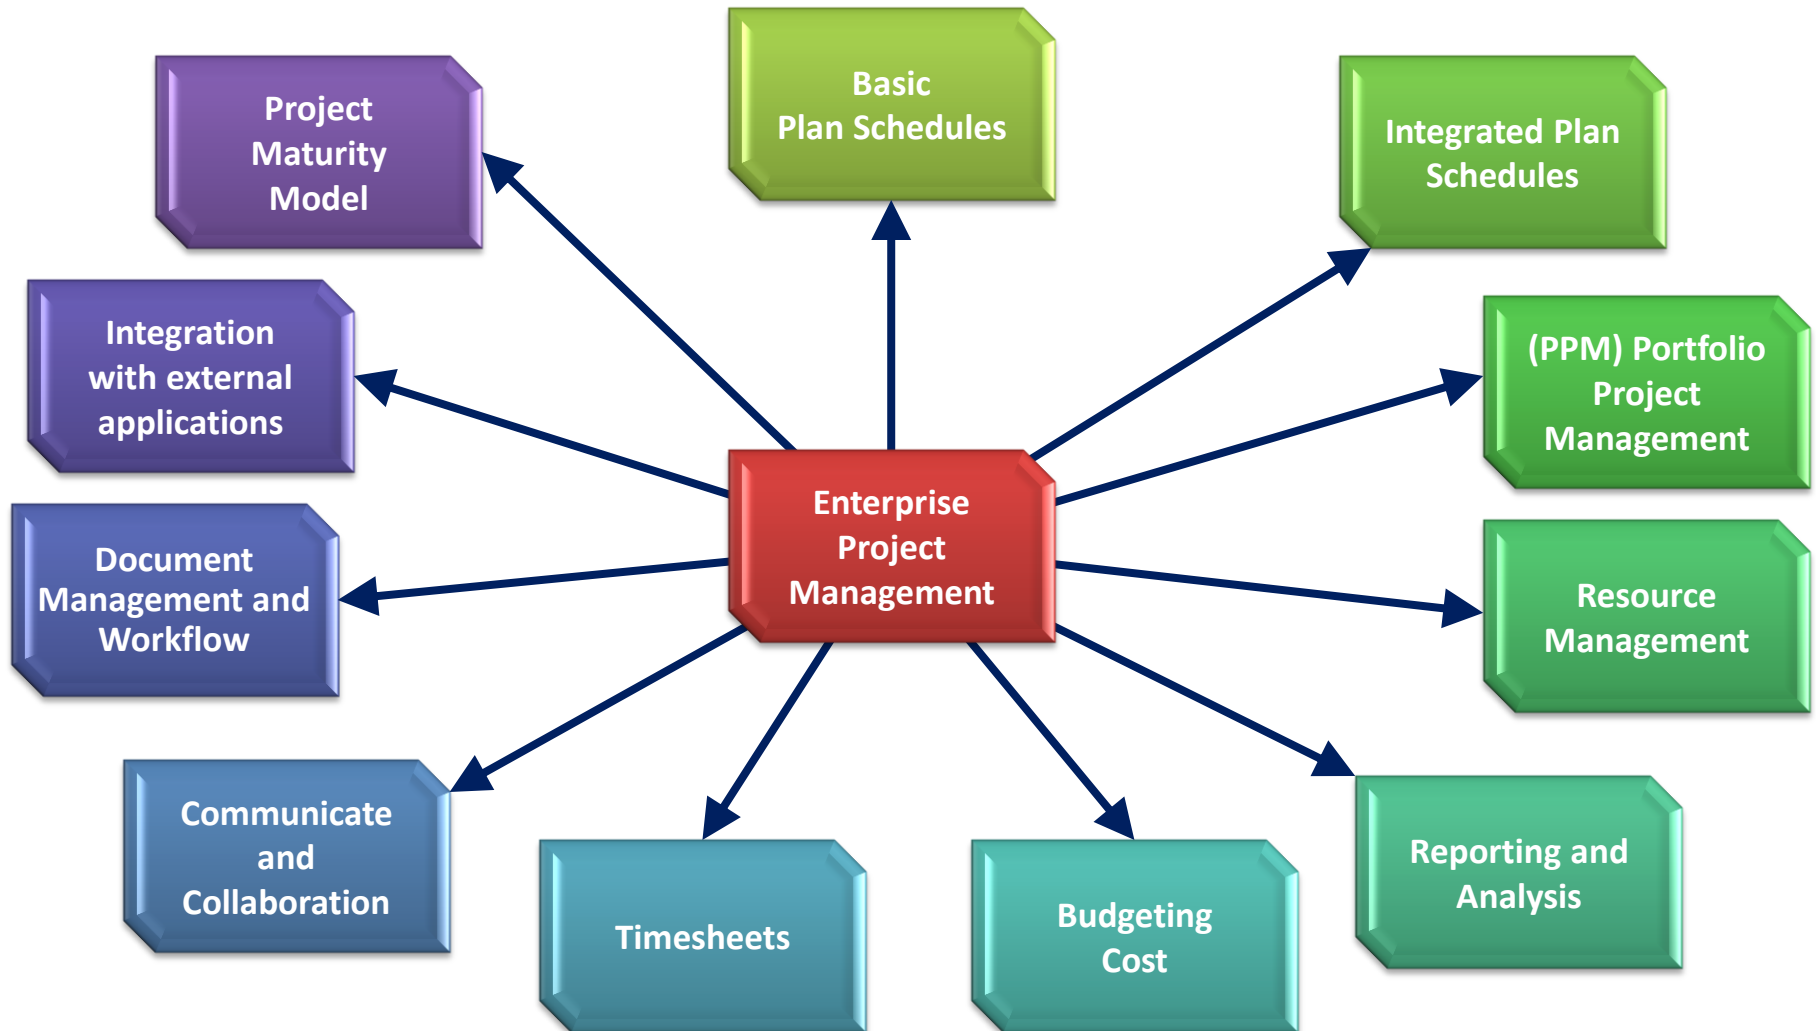 Basic
Plan Schedules
Project
Maturity
Model
Integrated Plan
Schedules
Integration
with external
applications
(PPM) Portfolio
Project
Management
Enterprise
Project
Management
Document
Management and
Workflow
Resource
Management
Communicate
and
Collaboration
Timesheets
Budgeting
Cost
Reporting and
Analysis